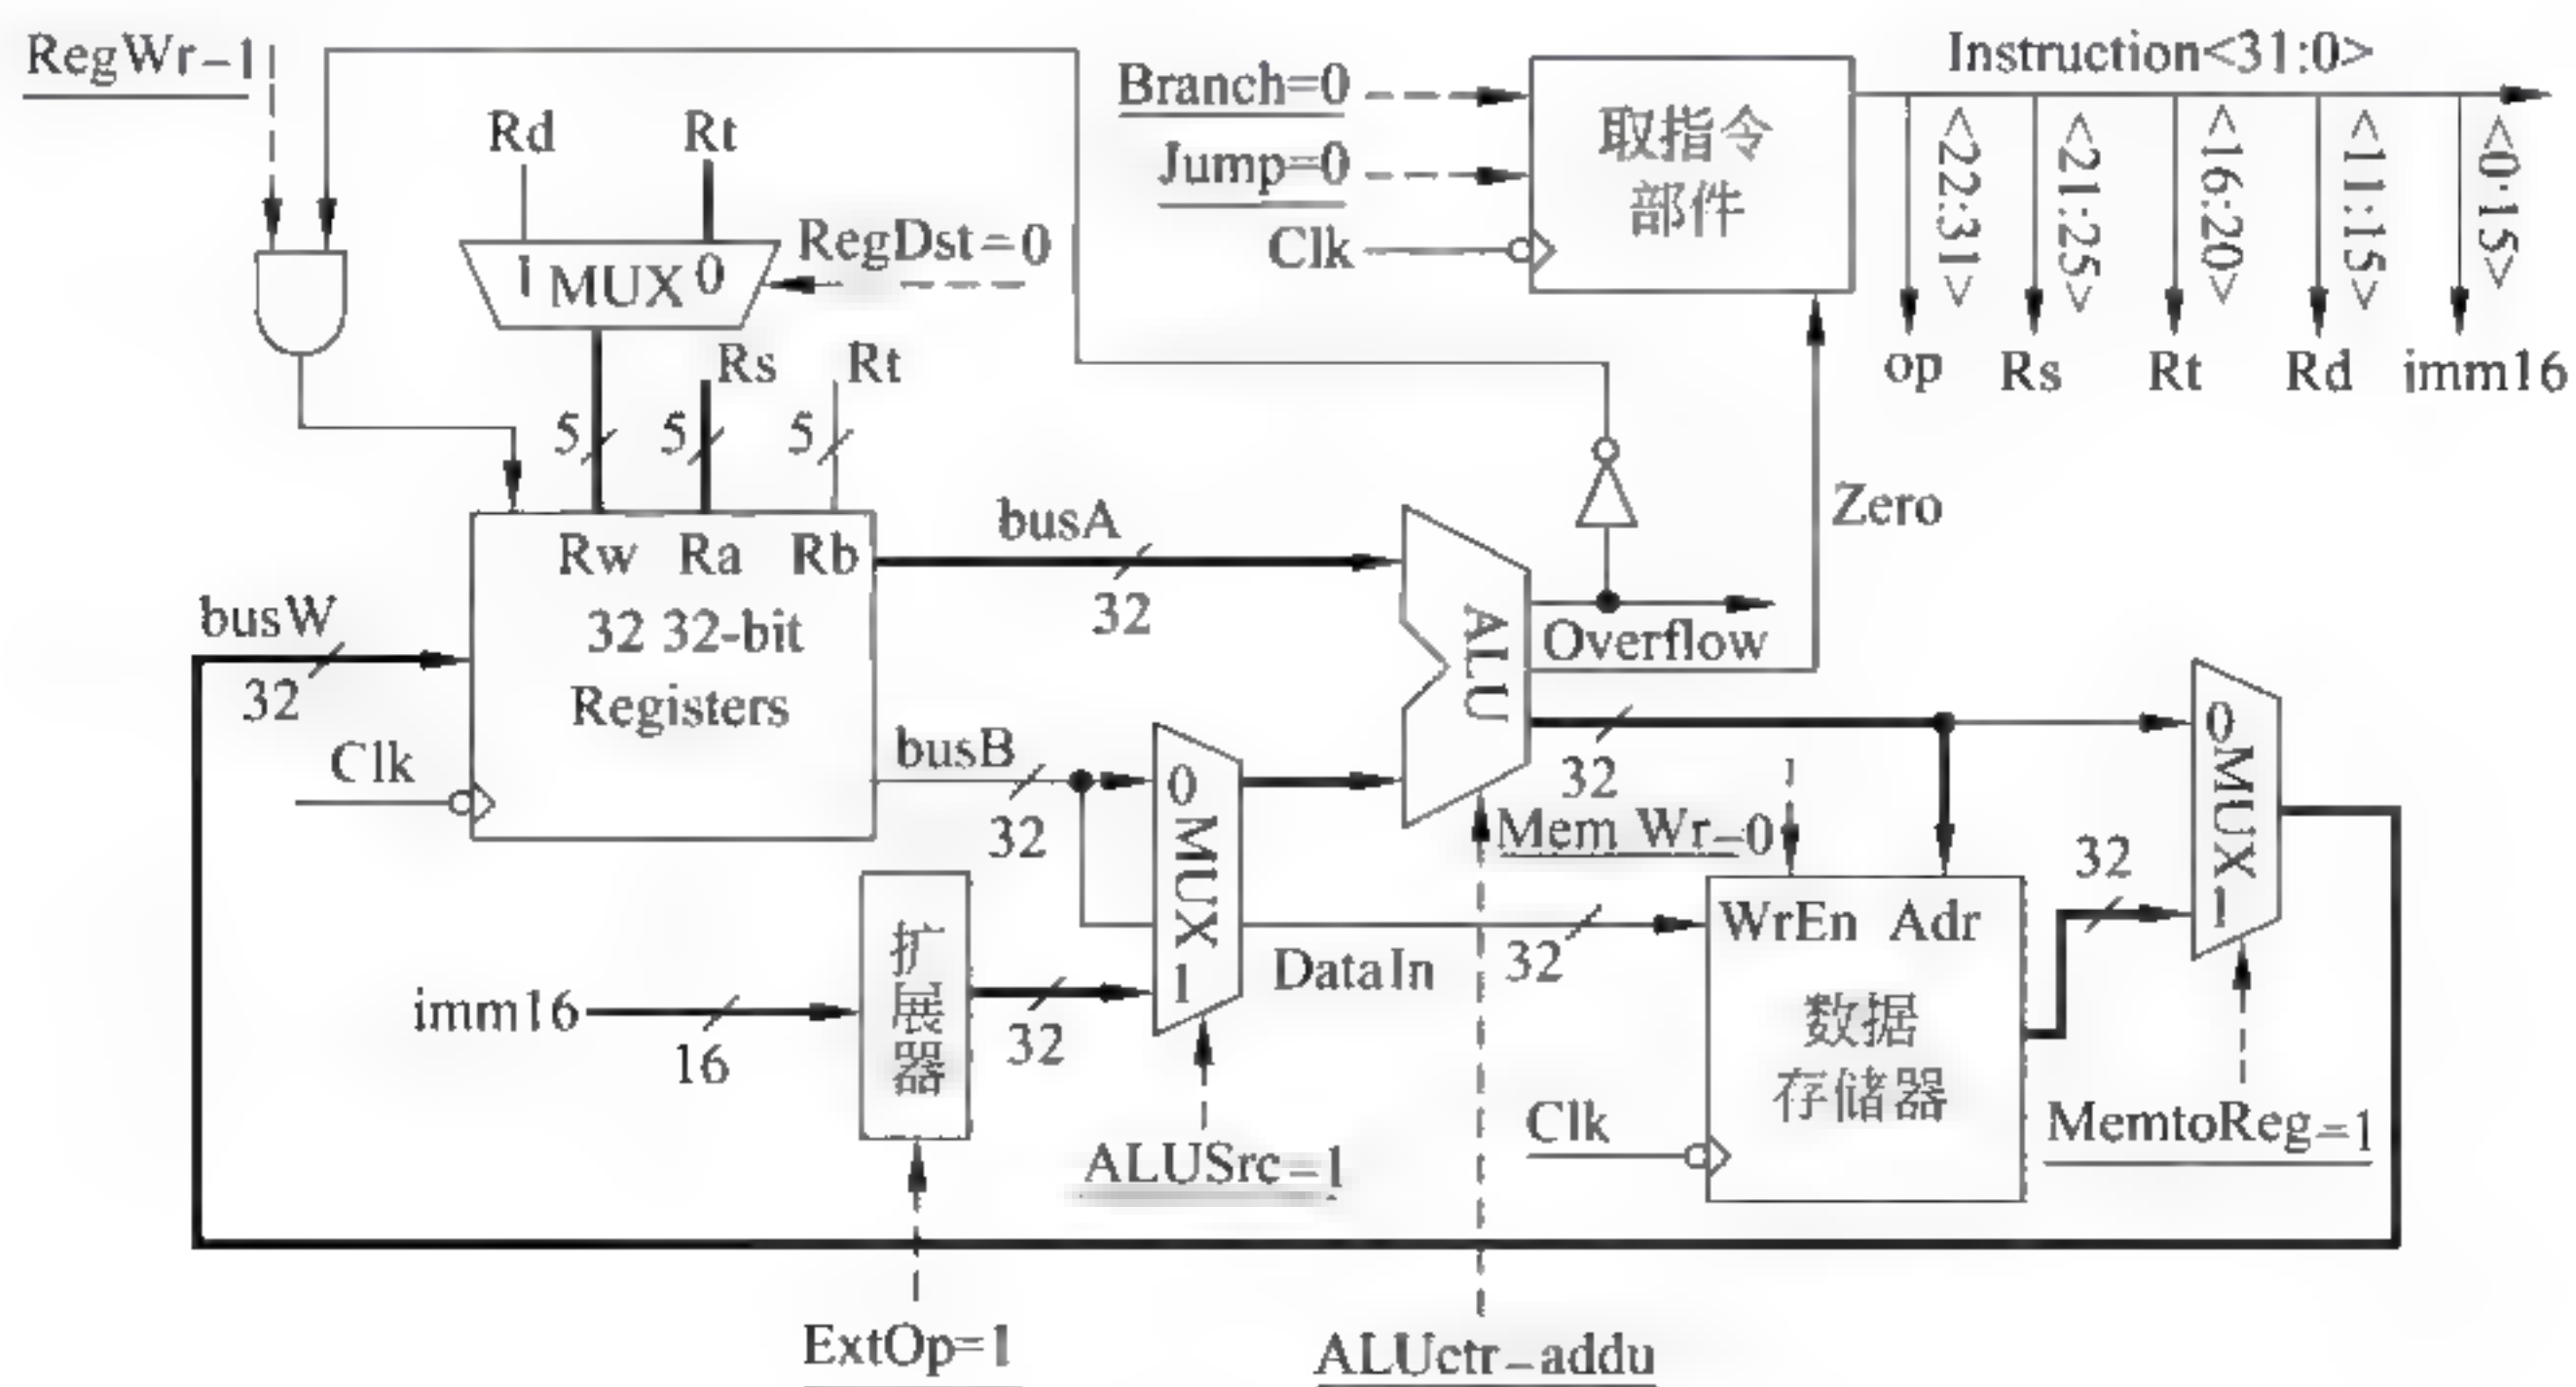 RegWr=1
Rd
Rt
1 MUX 0
RegDst=0
Branch=0
Jump=0
Clk
取指令
部件
Instruction<31:0>
<22:31>
<21:25>
<16:20>
<11:15>
<0:15>
op
Rs
Rt
Rd
imm16
Rs
Rt
5
5
5
Rw
Ra
Rb
32 32-bit
Registers
busW
32
Clk
busA
32
busB
32
0
MUX
1
ALU
Overflow
Zero
32
Mem Wr=0
WrEn
Adr
数据
存储器
Clk
DataIn
32
32
0
MUX
1
MemtoReg=1
imm16
16
扩
展
器
32
ALUSrc=1
ExtOp=1
ALUctr=addu